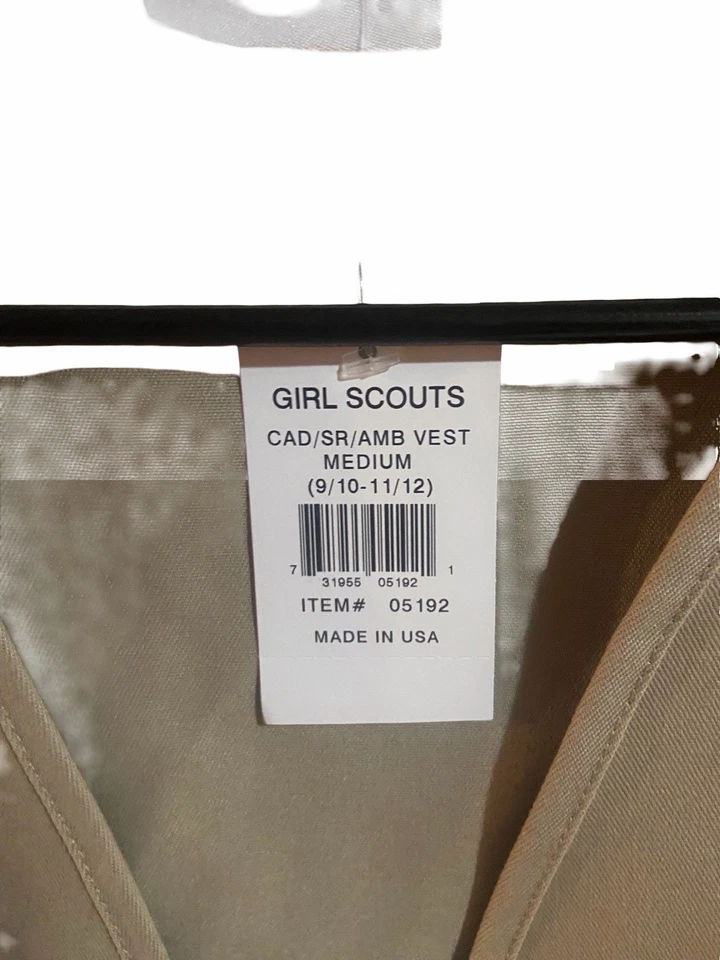 GIRL SCOUTS
CAD/SR/AMB VEST
MEDIUM
(9/10-11/12)
7 31955 05192 1
ITEM# 05192
MADE IN USA